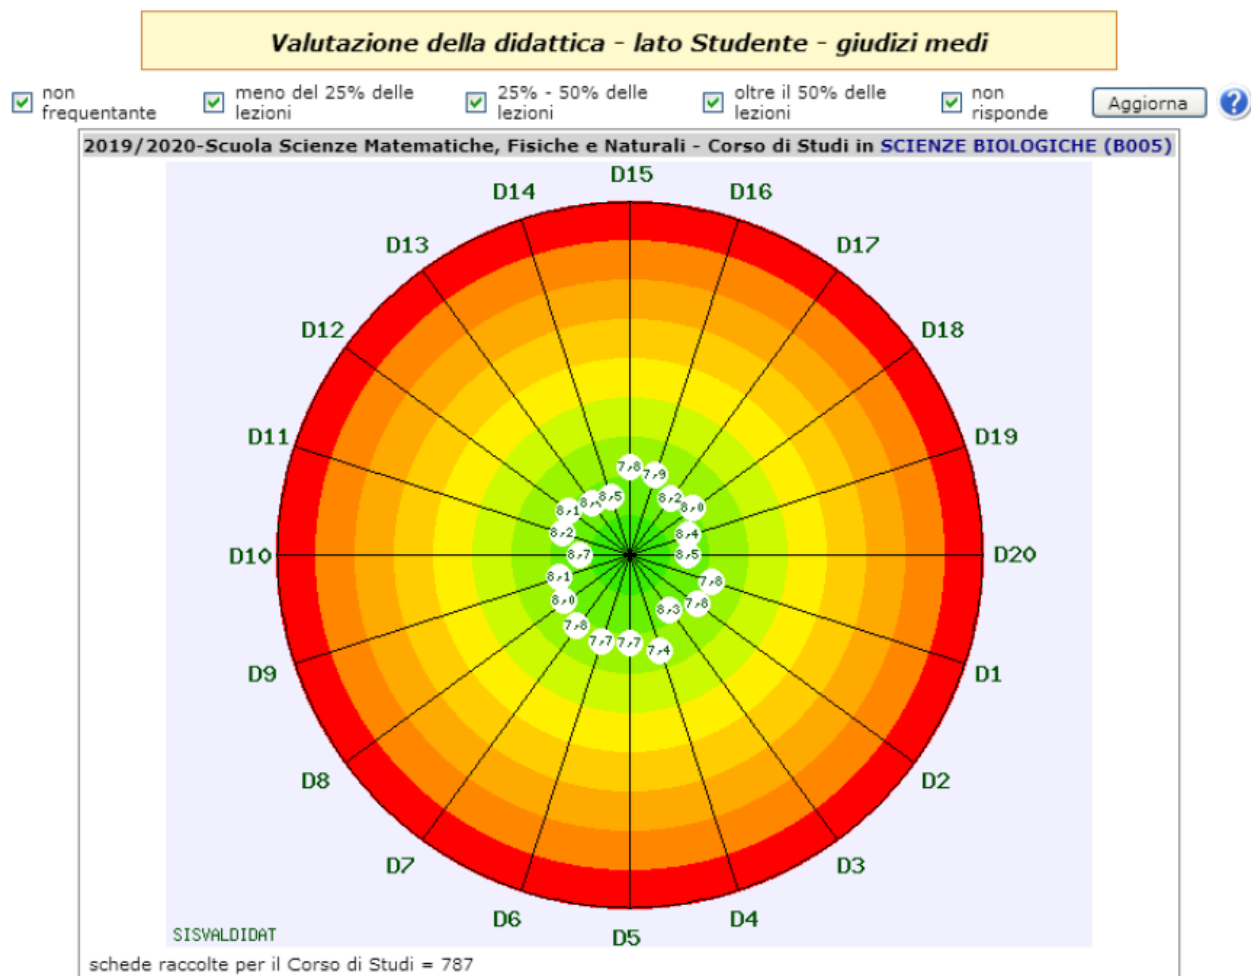 Valutazione della didattica - lato Studente - giudizi medi
non frequentante
meno del 25% delle lezioni
25% - 50% delle lezioni
oltre il 50% delle lezioni
non risponde
Aggiorna
?
2019/2020-Scuola Scienze Matematiche, Fisiche e Naturali - Corso di Studi in SCIENZE BIOLOGICHE (B005)
D15
D14
D16
D13
D17
D12
D18
D11
D19
7,8
7,9
8,5
8,2
8,1
8,0
8,2
8,4
D10
8,7
8,5
D20
8,1
7,8
8,0
7,8
8,3
7,8
7,7
7,7
7,4
D9
D1
D8
D2
D7
D3
D6
D4
D5
SISVALDIDAT
schede raccolte per il Corso di Studi = 787